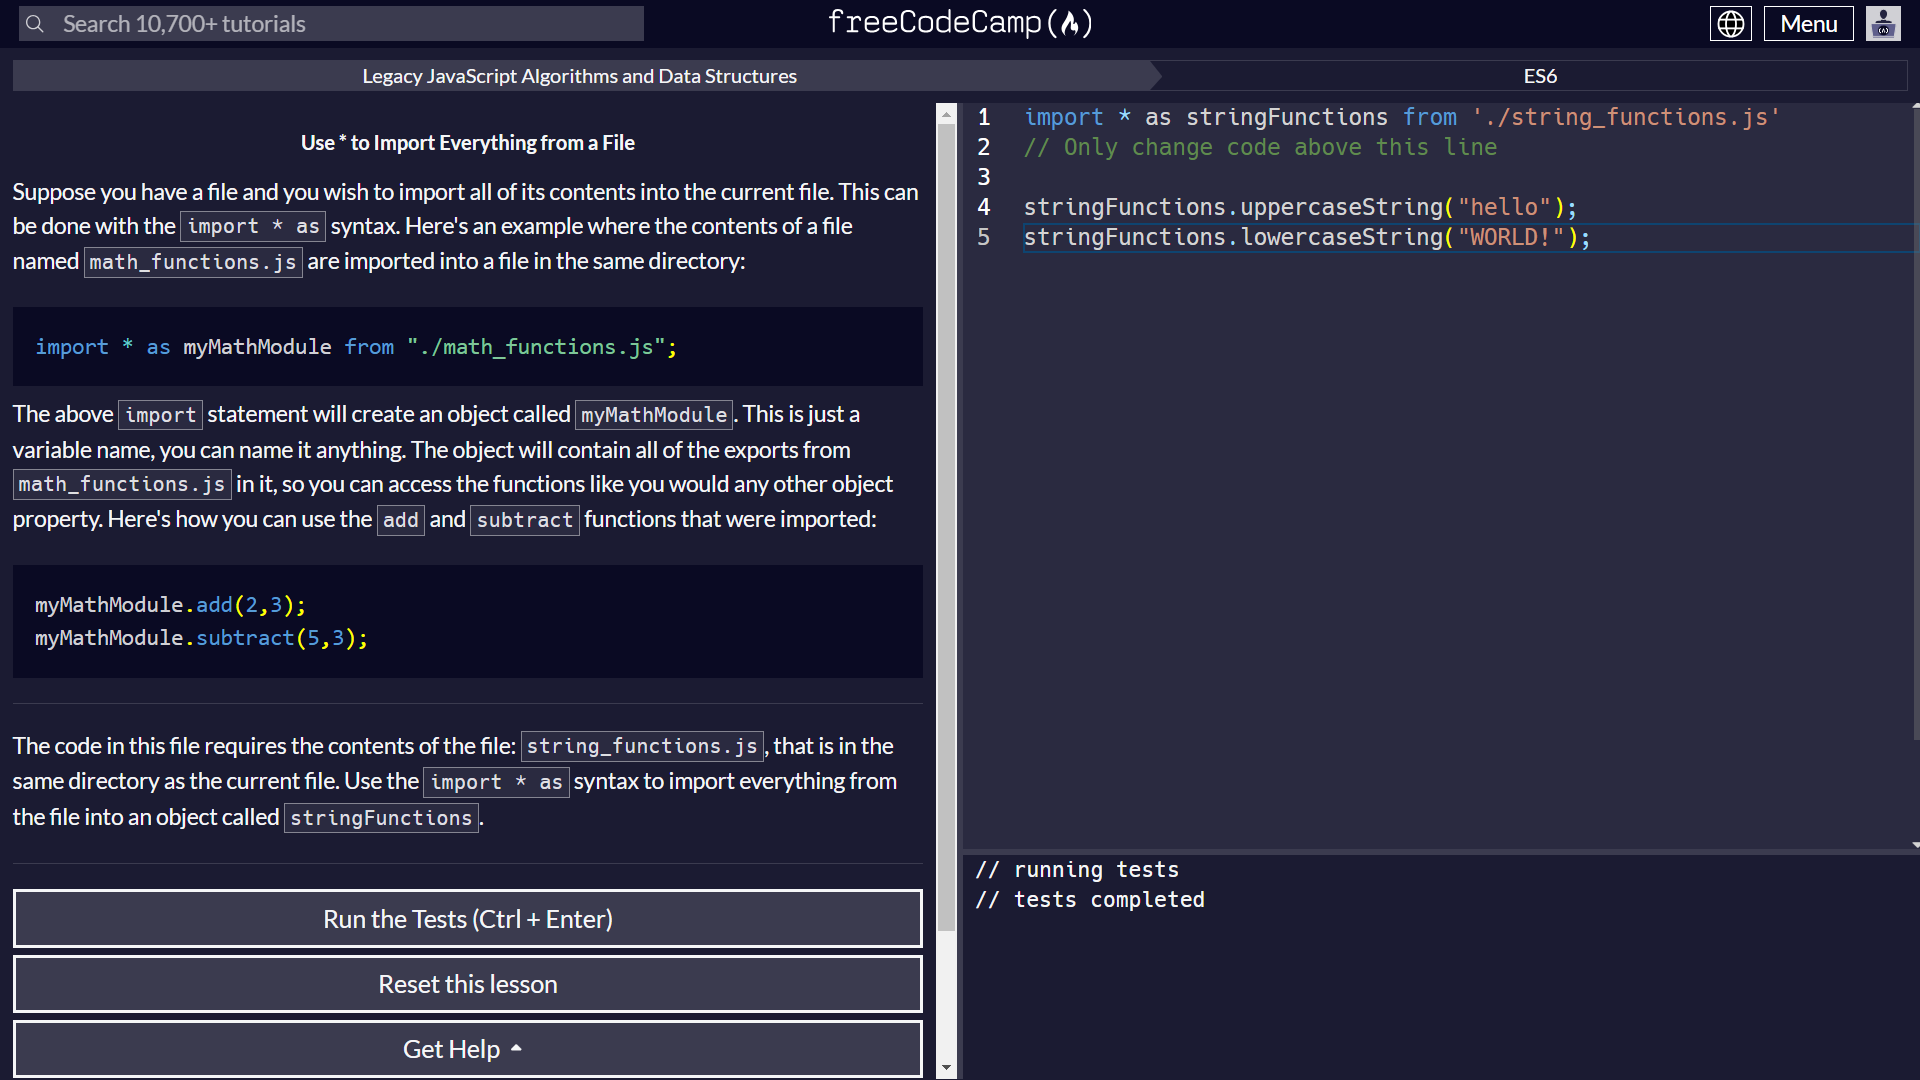 Search 10,700+ tutorials
freeCodeCamp(🔥)
Menu
Legacy JavaScript Algorithms and Data Structures
ES6
Use * to Import Everything from a File
Suppose you have a file and you wish to import all of its contents into the current file. This can
be done with the import * as syntax. Here's an example where the contents of a file
named math_functions.js are imported into a file in the same directory:
import * as myMathModule from "./math_functions.js";
The above import statement will create an object called myMathModule. This is just a
variable name, you can name it anything. The object will contain all of the exports from
math_functions.js in it, so you can access the functions like you would any other object
property. Here's how you can use the add and subtract functions that were imported:
myMathModule.add(2,3);
myMathModule.subtract(5,3);
The code in this file requires the contents of the file: string_functions.js, that is in the
same directory as the current file. Use the import * as syntax to import everything from
the file into an object called stringFunctions.
Run the Tests (Ctrl + Enter)
Reset this lesson
Get Help
1 import * as stringFunctions from './string_functions.js'
2 // Only change code above this line
3
4 stringFunctions.uppercaseString("hello");
5 stringFunctions.lowercaseString("WORLD!");
// running tests
// tests completed